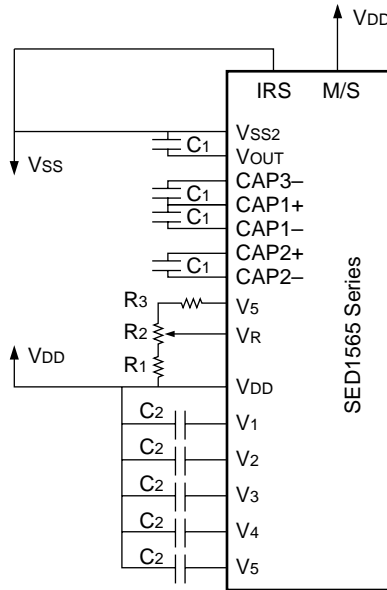 VDD
IRS M/S
VSS2
C1
VOUT
VSS
CAP3–
C1
CAP1+
C1
CAP1–
CAP2+
C1
CAP2–
R3
V5
R2
VR
VDD
R1
VDD
C2
V1
C2
V2
C2
V3
C2
V4
C2
V5
SED1565 Series